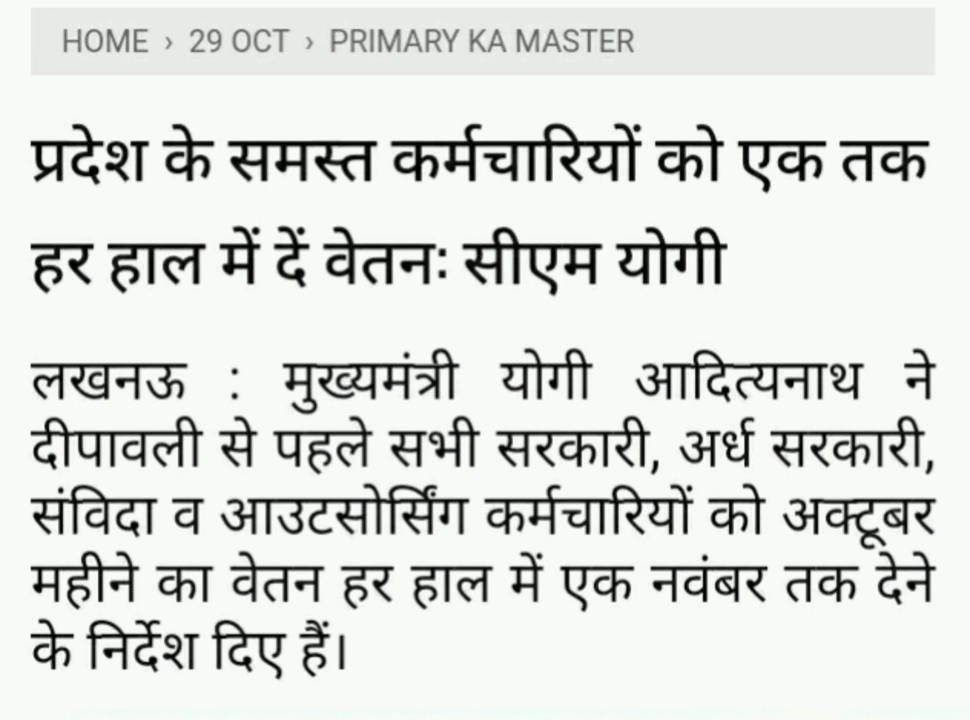 HOME › 29 OCT › PRIMARY KA MASTER
प्रदेश के समस्त कर्मचारियों को एक तक
हर हाल में दें वेतनः सीएम योगी
लखनऊ : मुख्यमंत्री योगी आदित्यनाथ ने
दीपावली से पहले सभी सरकारी, अर्ध सरकारी,
संविदा व आउटसोर्सिंग कर्मचारियों को अक्टूबर
महीने का वेतन हर हाल में एक नवंबर तक देने
के निर्देश दिए हैं।